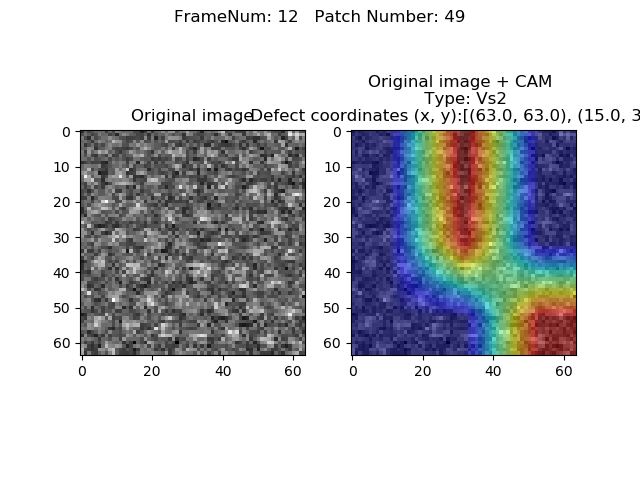 FrameNum: 12   Patch Number: 49
Original image + CAM
Type: Vs2
Original image
Defect coordinates (x, y):[(63.0, 63.0), (15.0, 3
0
10
20
30
40
50
60
0 20 40 60
0
10
20
30
40
50
60
0 20 40 60